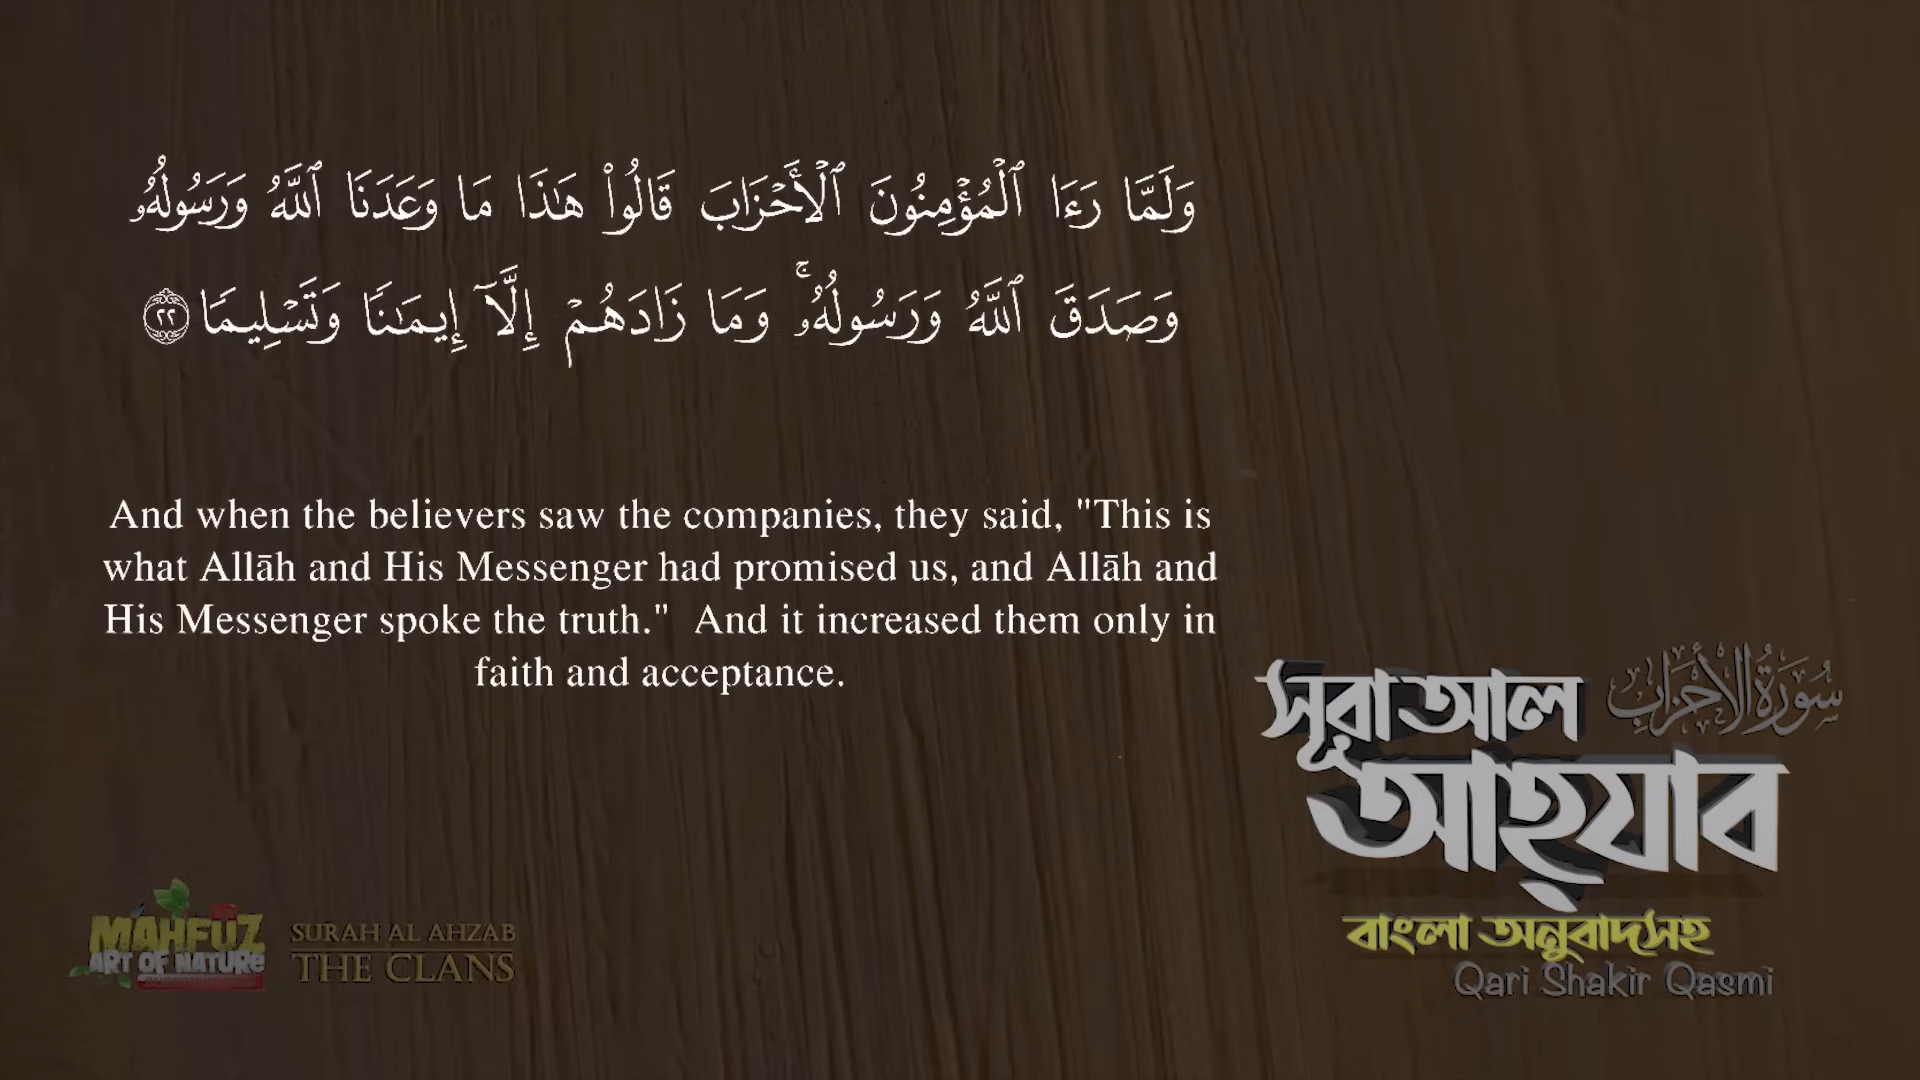 وَلَمَّا رَءَا ٱلْمُؤْمِنُونَ ٱلْأَحْزَابَ قَالُوا۟ هَـٰذَا مَا وَعَدَنَا ٱللَّهُ وَرَسُولُهُۥ
وَصَدَقَ ٱللَّهُ وَرَسُولُهُۥ ۚ وَمَا زَادَهُمْ إِلَّآ إِيمَـٰنًا وَتَسْلِيمًا ٢٢
And when the believers saw the companies, they said, "This is
what Allāh and His Messenger had promised us, and Allāh and
His Messenger spoke the truth."  And it increased them only in
faith and acceptance.
সূরা আল
سُورَةُ الأَحْزَاب
আহযাব
বাংলা অনুবাদসহ
Qari Shakir Qasmi
MAHFUZ
ART OF NATURE
SURAH AL AHZAB
THE CLANS